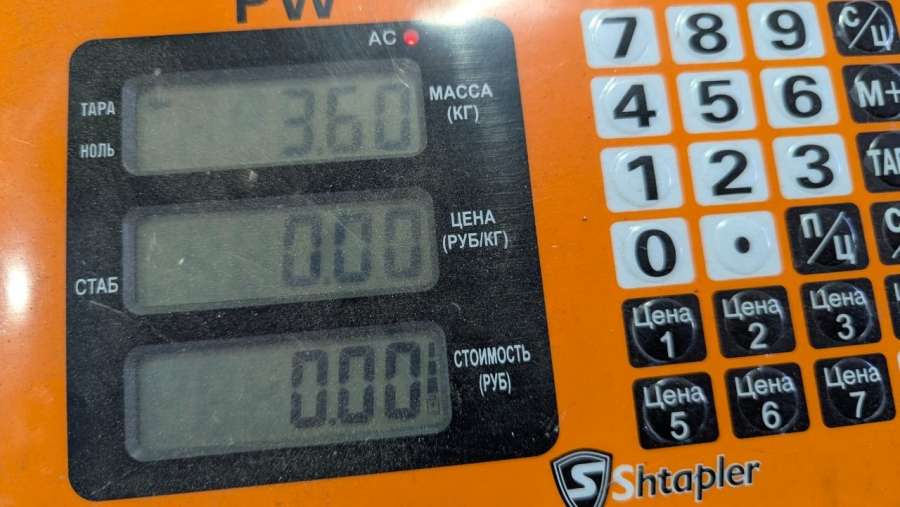 PW
AC
ТАРА
НОЛЬ
3.60
МАССА
(КГ)
0.00
ЦЕНА
(РУБ/КГ)
СТАБ
0.00
СТОИМОСТЬ
(РУБ)
7 8 9 С/Ц
4 5 6 М+
1 2 3
0 . П/Ц
Цена 1 Цена 2 Цена 3
Цена 5 Цена 6 Цена 7
S Shtapler